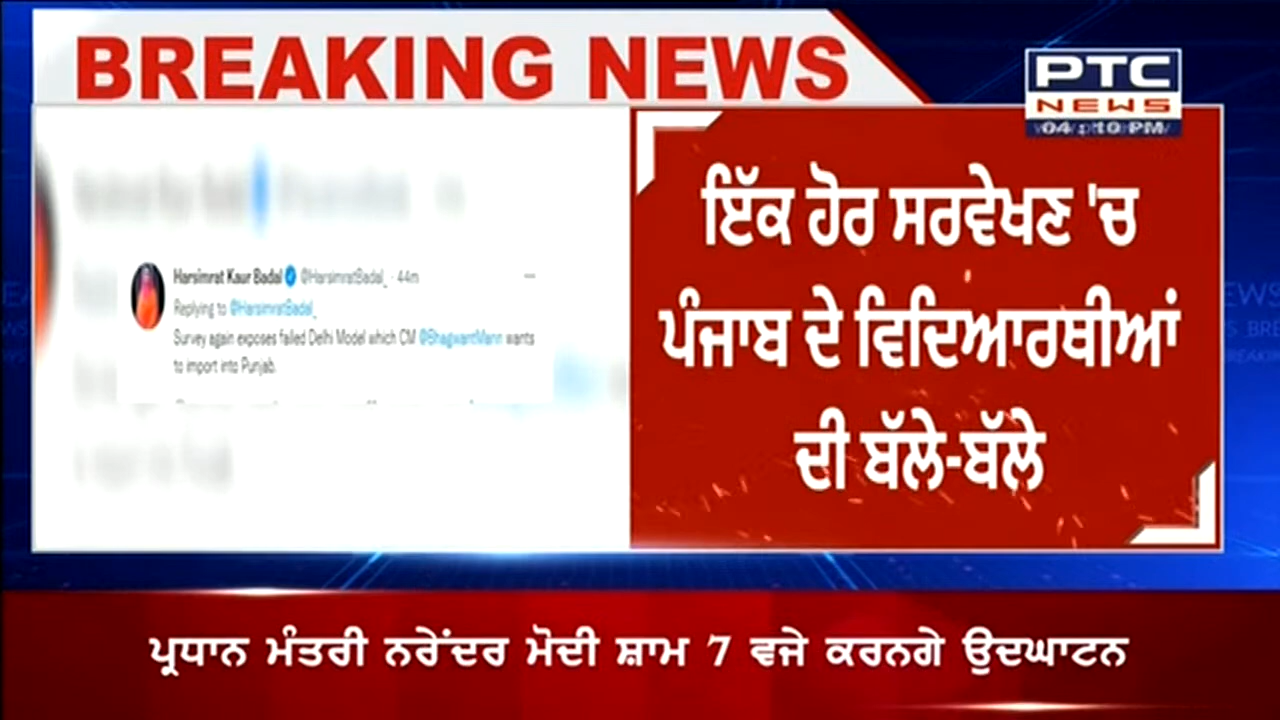 BREAKING NEWS
PTC
NEWS
04 : 10 PM
Harsimrat Kaur Badal @HarsimratBadal_ · 44m
Replying to @HarsimratBadal_
Survey again exposes failed Delhi Model which CM @BhagwantMann wants
to import into Punjab.
ਇੱਕ ਹੋਰ ਸਰਵੇਖਣ 'ਚ
ਪੰਜਾਬ ਦੇ ਵਿਦਿਆਰਥੀਆਂ
ਦੀ ਬੱਲੇ-ਬੱਲੇ
ਪ੍ਰਧਾਨ ਮੰਤਰੀ ਨਰੇਂਦਰ ਮੋਦੀ ਸ਼ਾਮ 7 ਵਜੇ ਕਰਨਗੇ ਉਦਘਾਟਨ